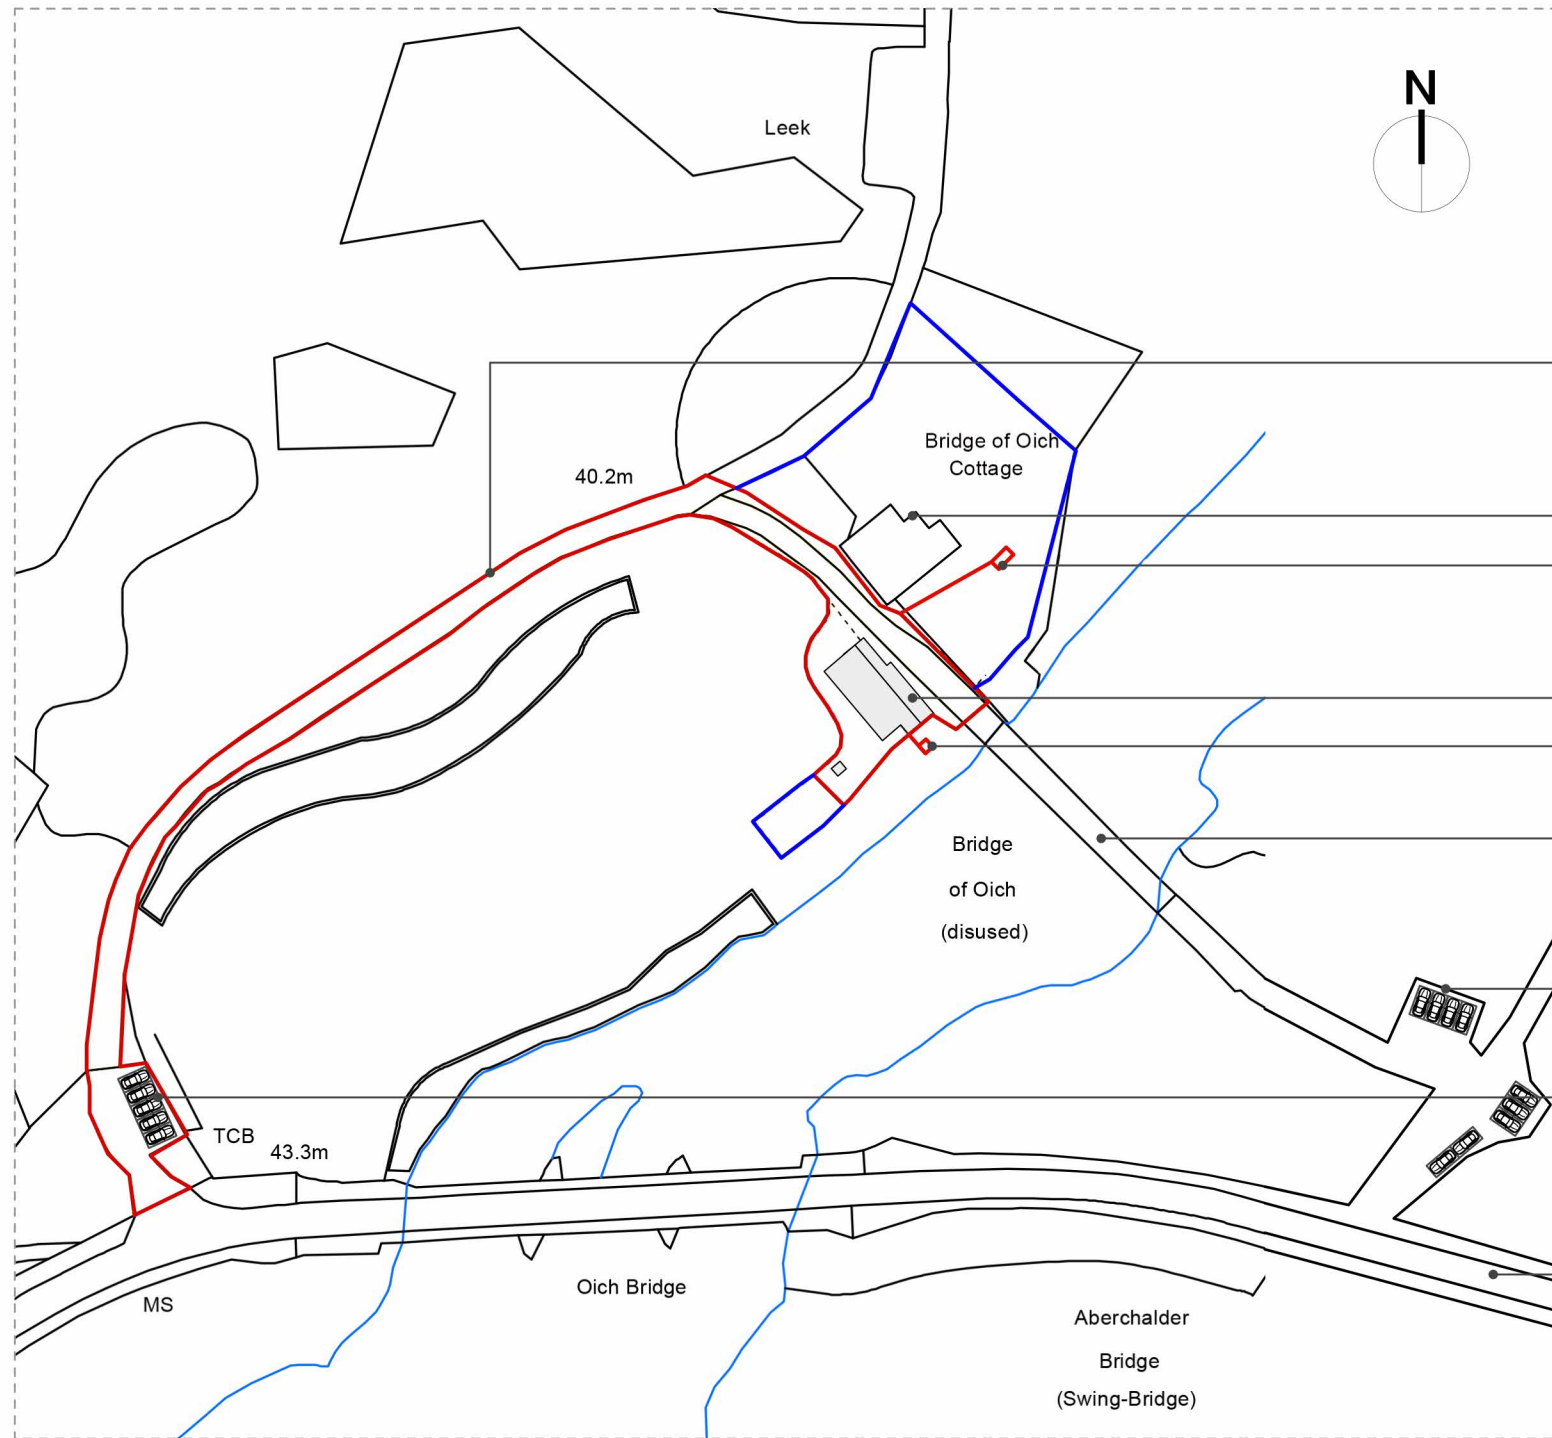 N
Leek
Bridge of Oich
Cottage
40.2m
Bridge
of Oich
(disused)
TCB
43.3m
Oich Bridge
MS
Aberchalder
Bridge
(Swing-Bridge)